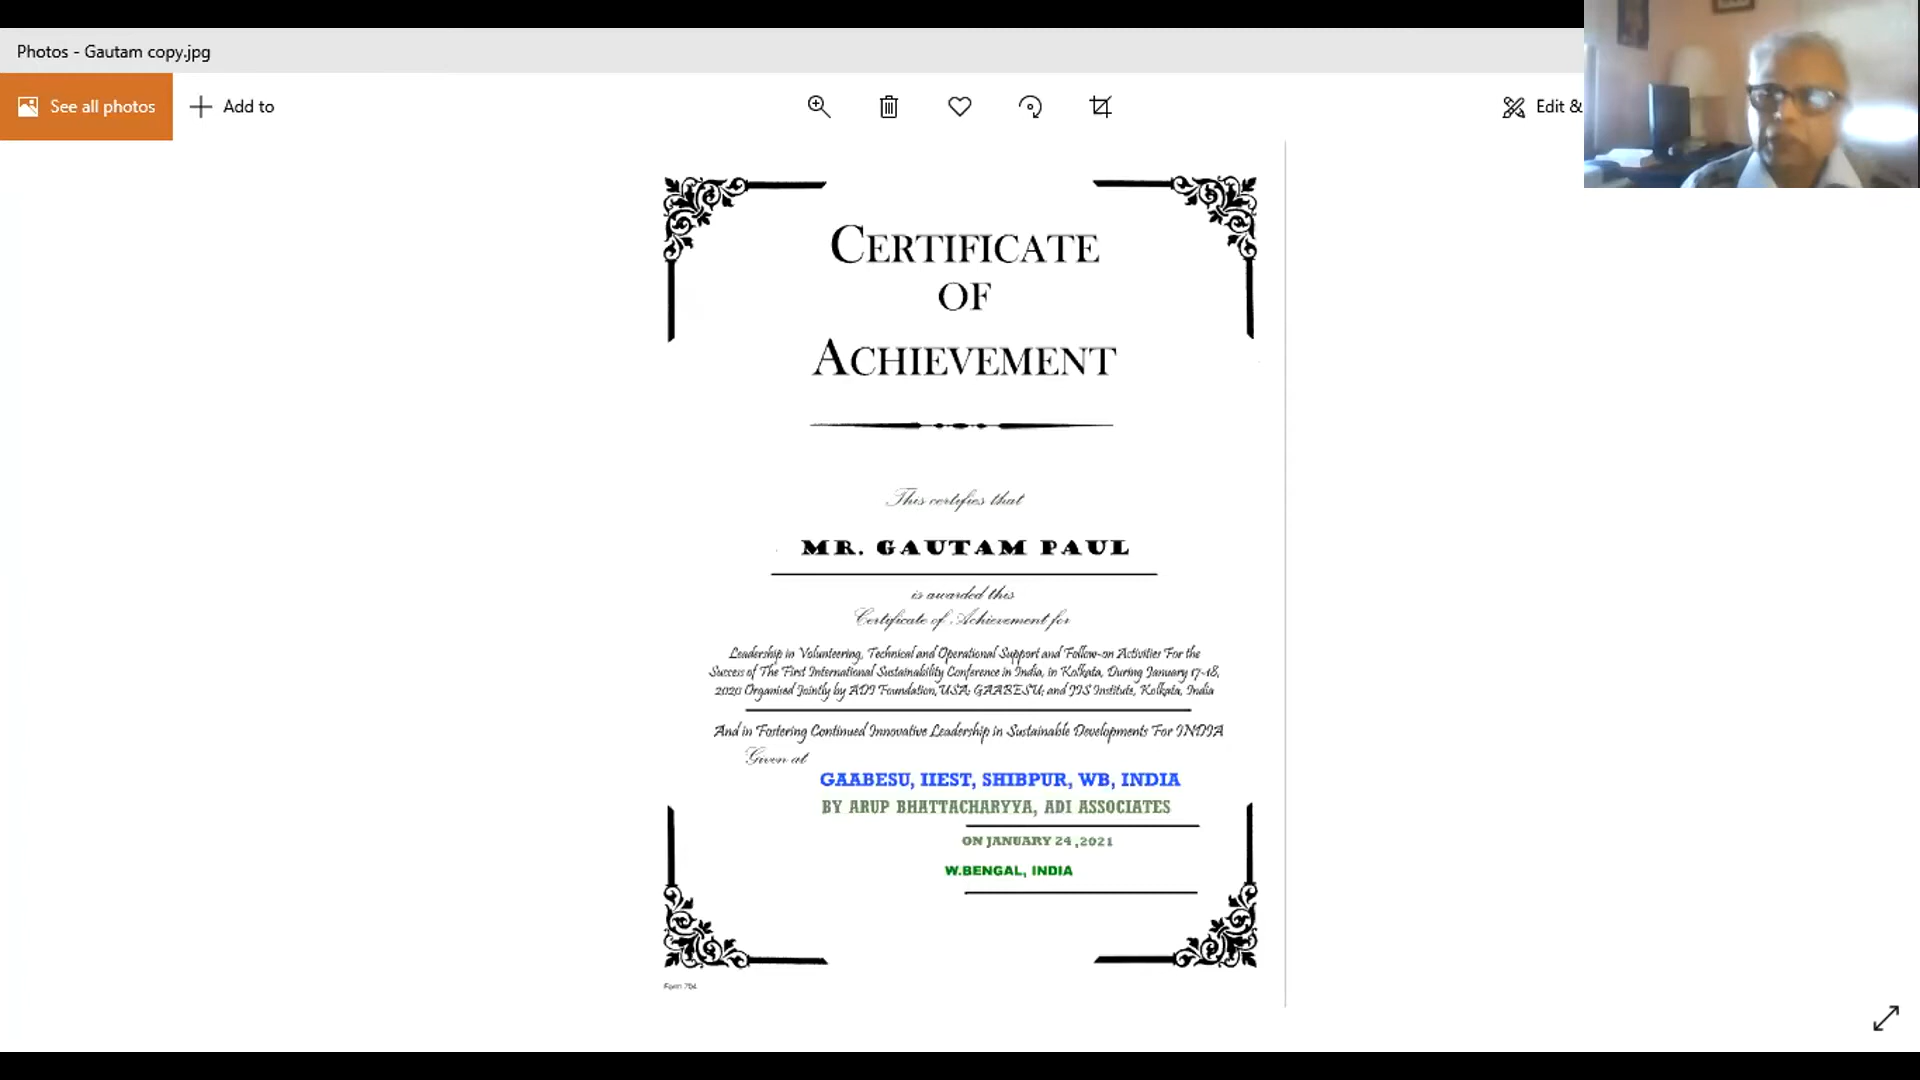 Photos - Gautam copy.jpg
See all photos
Add to
Edit &
CERTIFICATE
OF
ACHIEVEMENT
This certifies that
MR. GAUTAM PAUL
is awarded this
Certificate of Achievement for
Leadership in Volunteering, Technical and Operational Support and Follow-on Activities For the
Success of The First International Sustainability Conference in India, in Kolkata, During January 17-18,
2020 Organised Jointly by ADI Foundation, USA; GAABESU; and JIS Institute, Kolkata, India
And in Fostering Continued Innovative Leadership in Sustainable Developments For INDIA
Given at
GAABESU, IIEST, SHIBPUR, WB, INDIA
BY ARUP BHATTACHARYYA, ADI ASSOCIATES
ON JANUARY 24,2021
W.BENGAL, INDIA
Form 704